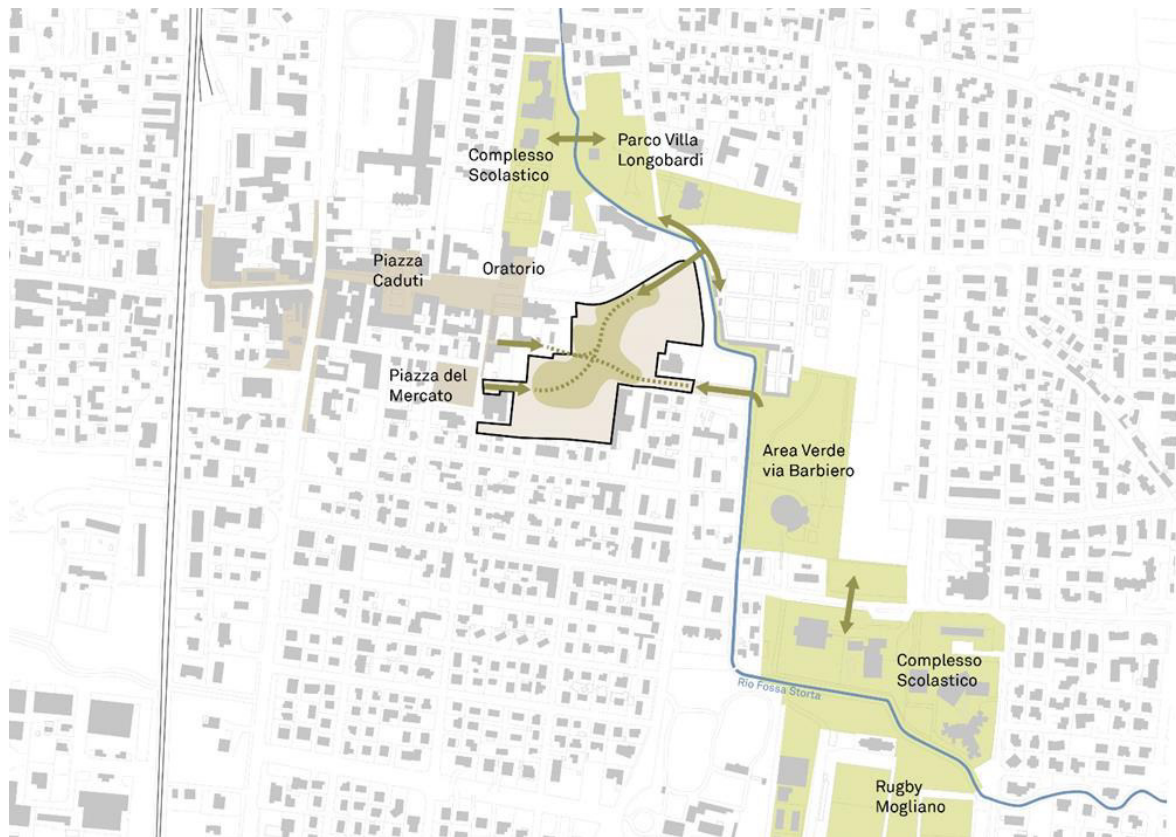 Parco Villa
Longobardi
Complesso
Scolastico
Piazza
Caduti
Oratorio
Piazza del
Mercato
Area Verde
via Barbiero
Complesso
Scolastico
Rio Fossa Storta
Rugby
Mogliano